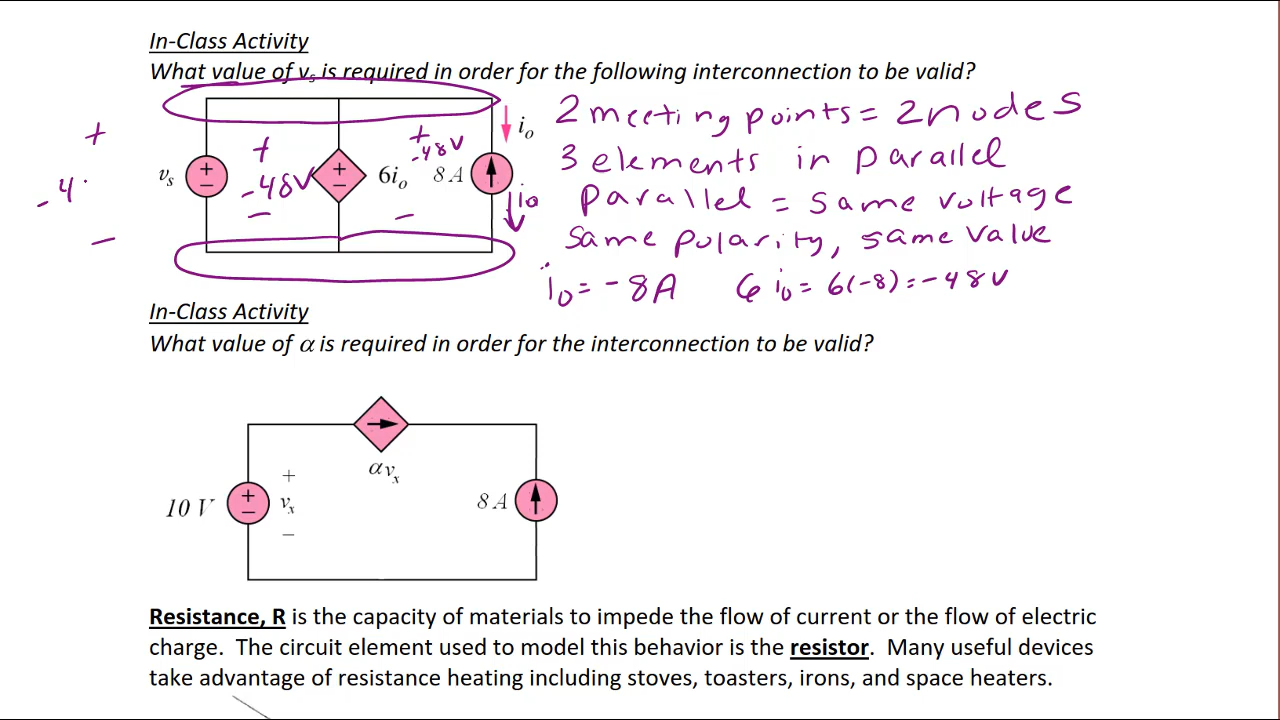 In-Class Activity
What value of vs is required in order for the following interconnection to be valid?
+ + + -48V io 2 meeting points = 2 nodes
vs + − -48V + − 6io 8 A 3 elements in parallel
- 4 io parallel = same voltage
− − − same polarity, same value
io = -8A 6 io = 6(-8) = -48V
In-Class Activity
What value of α is required in order for the interconnection to be valid?
αvx
10 V + − + vx − 8 A
Resistance, R is the capacity of materials to impede the flow of current or the flow of electric
charge. The circuit element used to model this behavior is the resistor. Many useful devices
take advantage of resistance heating including stoves, toasters, irons, and space heaters.